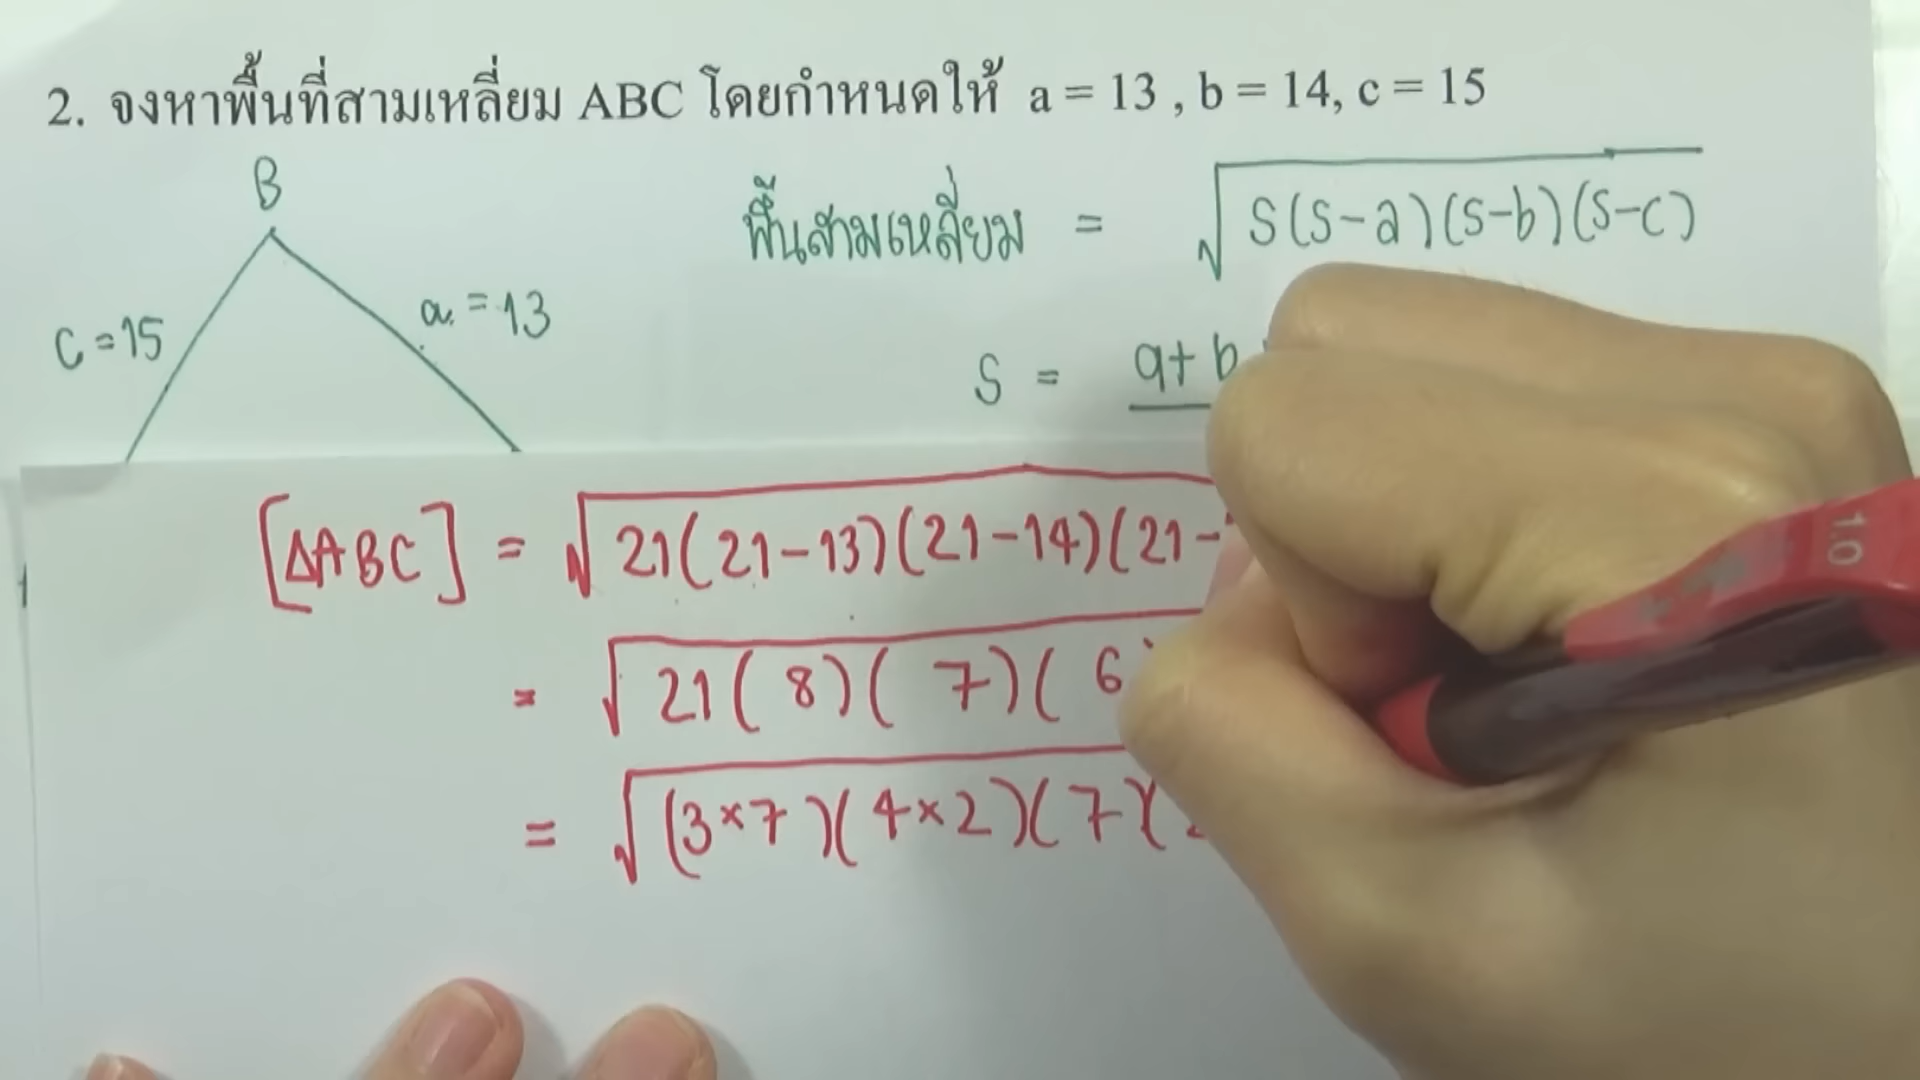 2. จงหาพื้นที่สามเหลี่ยม ABC โดยกำหนดให้ a = 13 , b = 14, c = 15
B
พื้นสามเหลี่ยม = √S(S-a)(S-b)(S-c)
c = 15
a = 13
S = a+b
[ΔABC] = √21(21-13)(21-14)(21-
= √21(8)(7)(6
= √(3×7)(4×2)(7)(
1.0